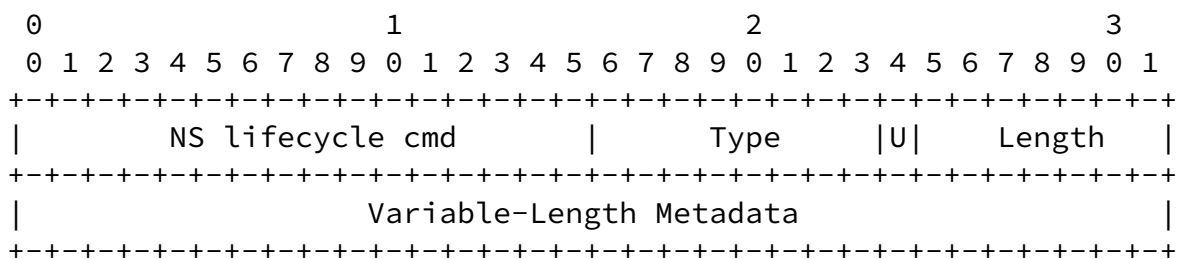 0                   1                   2                   3
 0 1 2 3 4 5 6 7 8 9 0 1 2 3 4 5 6 7 8 9 0 1 2 3 4 5 6 7 8 9 0 1
+-+-+-+-+-+-+-+-+-+-+-+-+-+-+-+-+-+-+-+-+-+-+-+-+-+-+-+-+-+-+-+-+
|        NS lifecycle cmd       |      Type     |U|    Length   |
+-+-+-+-+-+-+-+-+-+-+-+-+-+-+-+-+-+-+-+-+-+-+-+-+-+-+-+-+-+-+-+-+
|                   Variable-Length Metadata                    |
+-+-+-+-+-+-+-+-+-+-+-+-+-+-+-+-+-+-+-+-+-+-+-+-+-+-+-+-+-+-+-+-+